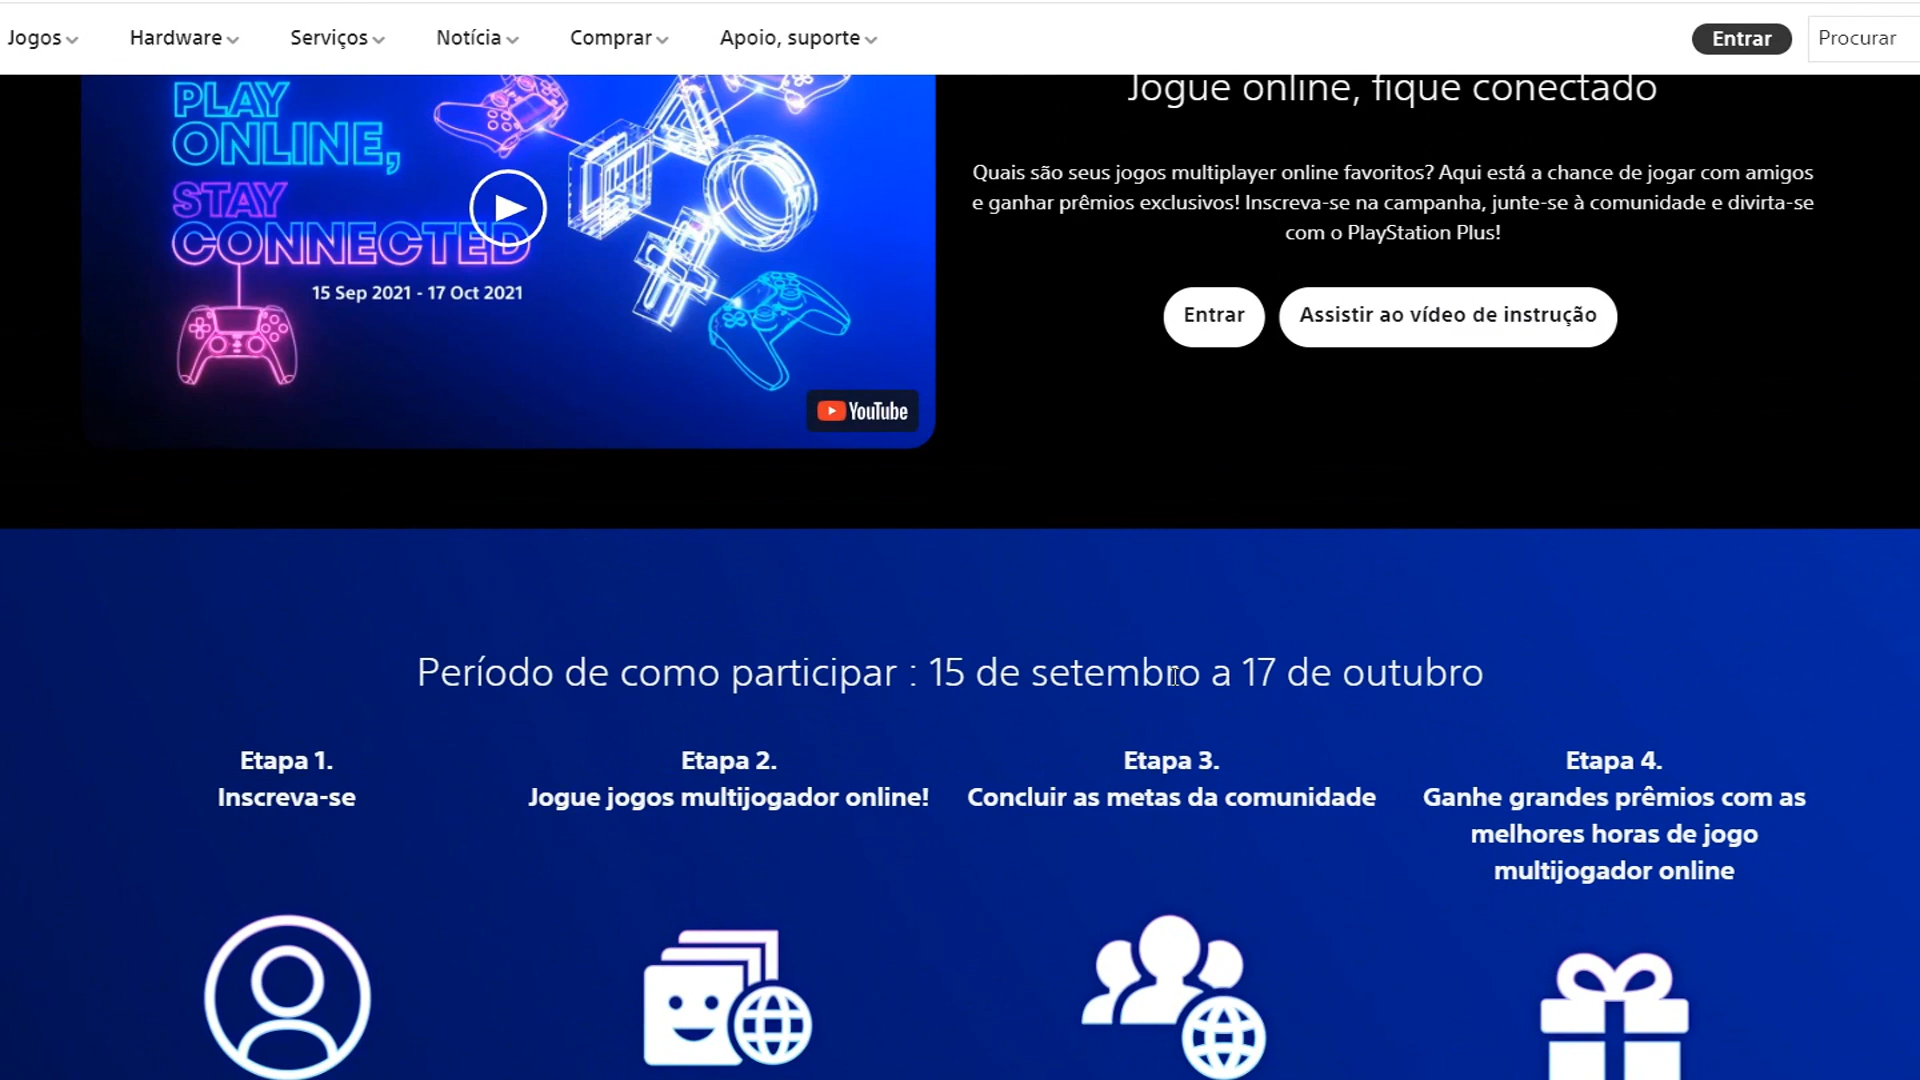 Jogos
Hardware
Serviços
Notícia
Comprar
Apoio, suporte
Entrar
Procurar
PLAY
ONLINE,
STAY
CONNECTED
15 Sep 2021 - 17 Oct 2021
YouTube
Jogue online, fique conectado
Quais são seus jogos multiplayer online favoritos? Aqui está a chance de jogar com amigos
e ganhar prêmios exclusivos! Inscreva-se na campanha, junte-se à comunidade e divirta-se
com o PlayStation Plus!
Entrar
Assistir ao vídeo de instrução
Período de como participar : 15 de setembro a 17 de outubro
Etapa 1.
Inscreva-se
Etapa 2.
Jogue jogos multijogador online!
Etapa 3.
Concluir as metas da comunidade
Etapa 4.
Ganhe grandes prêmios com as
melhores horas de jogo
multijogador online